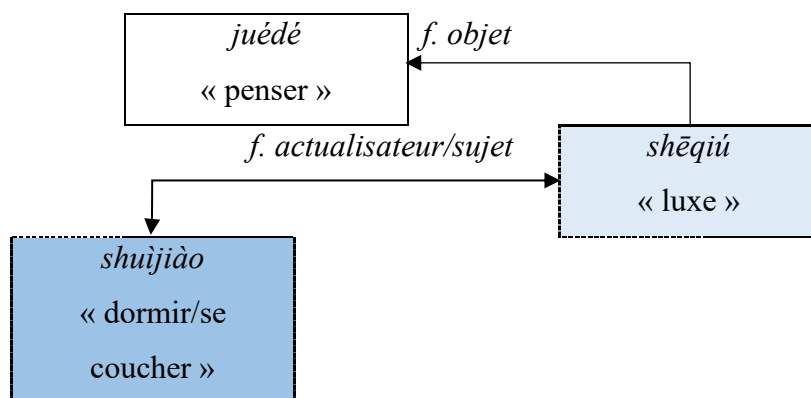 juédé
« penser »
f. objet
f. actualisateur/sujet
shēqiú
« luxe »
shuìjiào
« dormir/se
coucher »